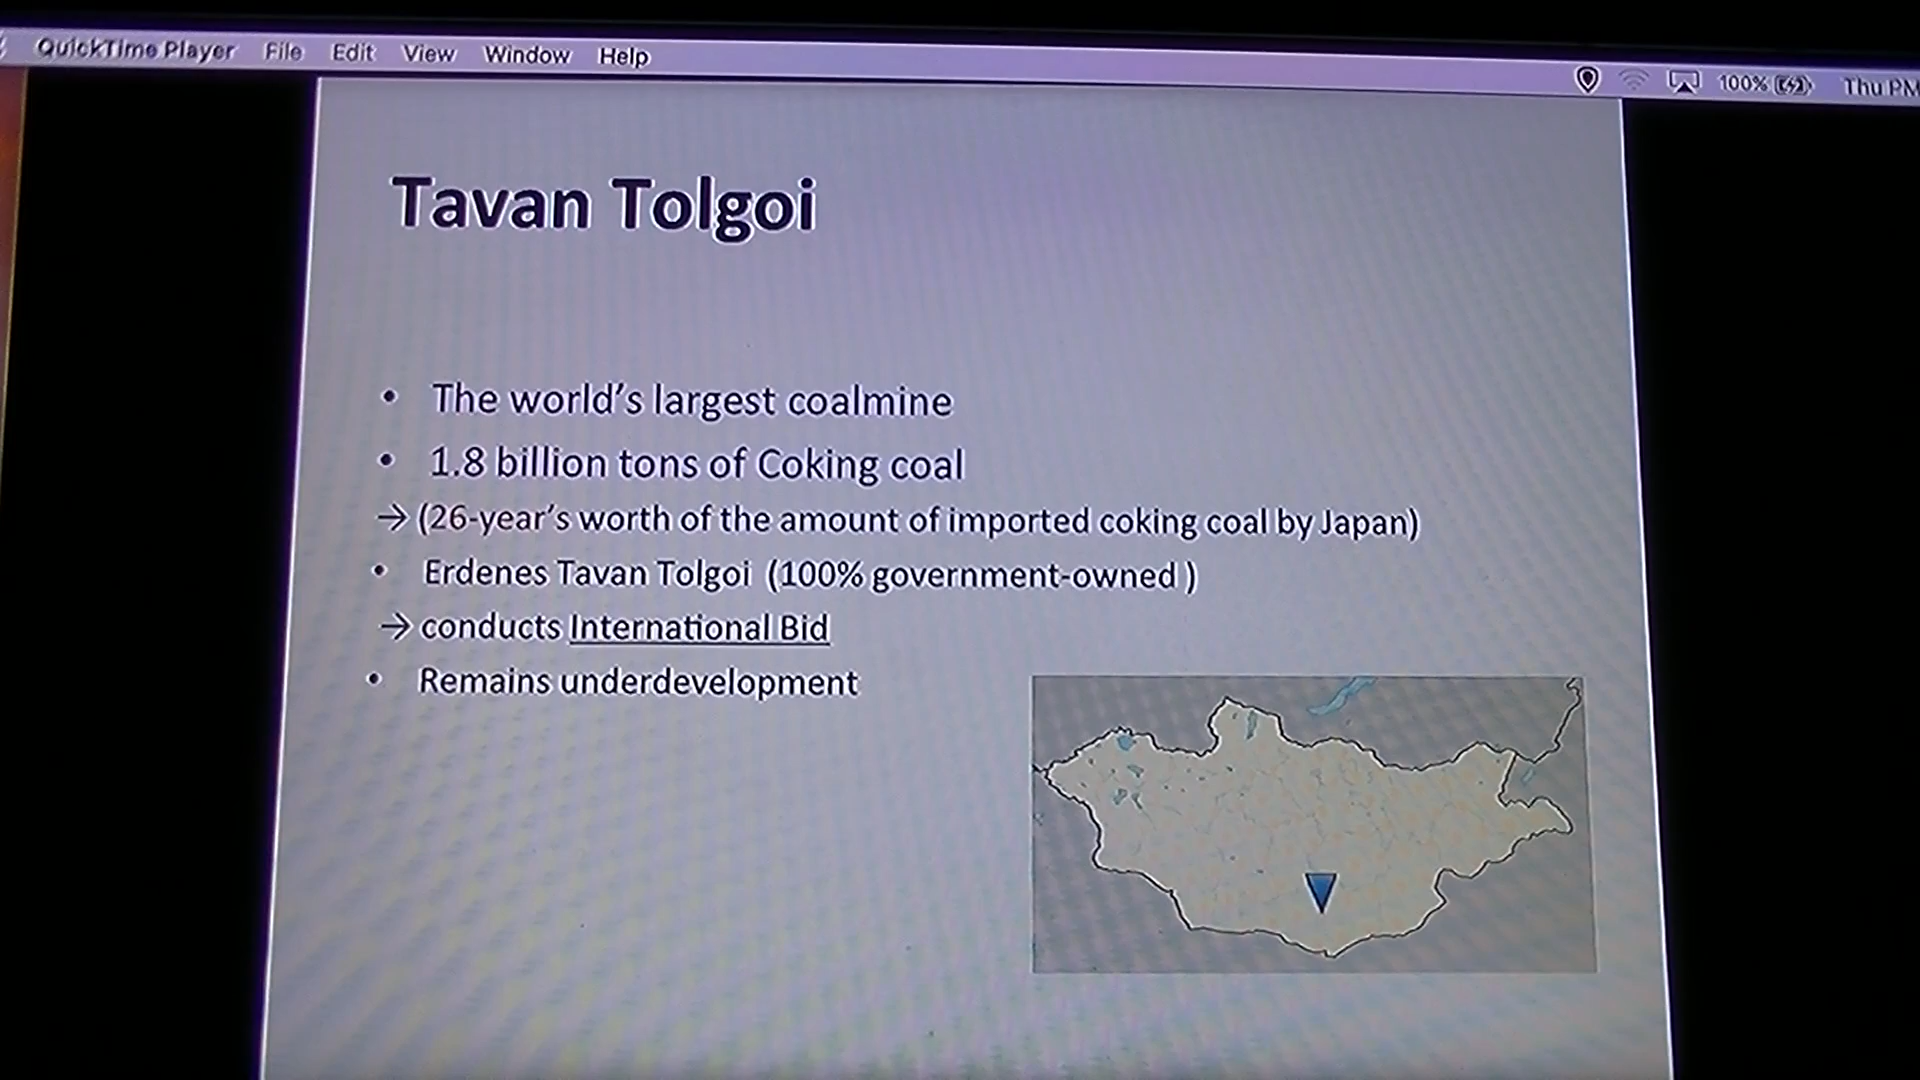 QuickTime Player File Edit View Window Help
100% Thu PM
Tavan Tolgoi
• The world's largest coalmine
• 1.8 billion tons of Coking coal
→ (26-year's worth of the amount of imported coking coal by Japan)
• Erdenes Tavan Tolgoi (100% government-owned )
→ conducts International Bid
• Remains underdevelopment